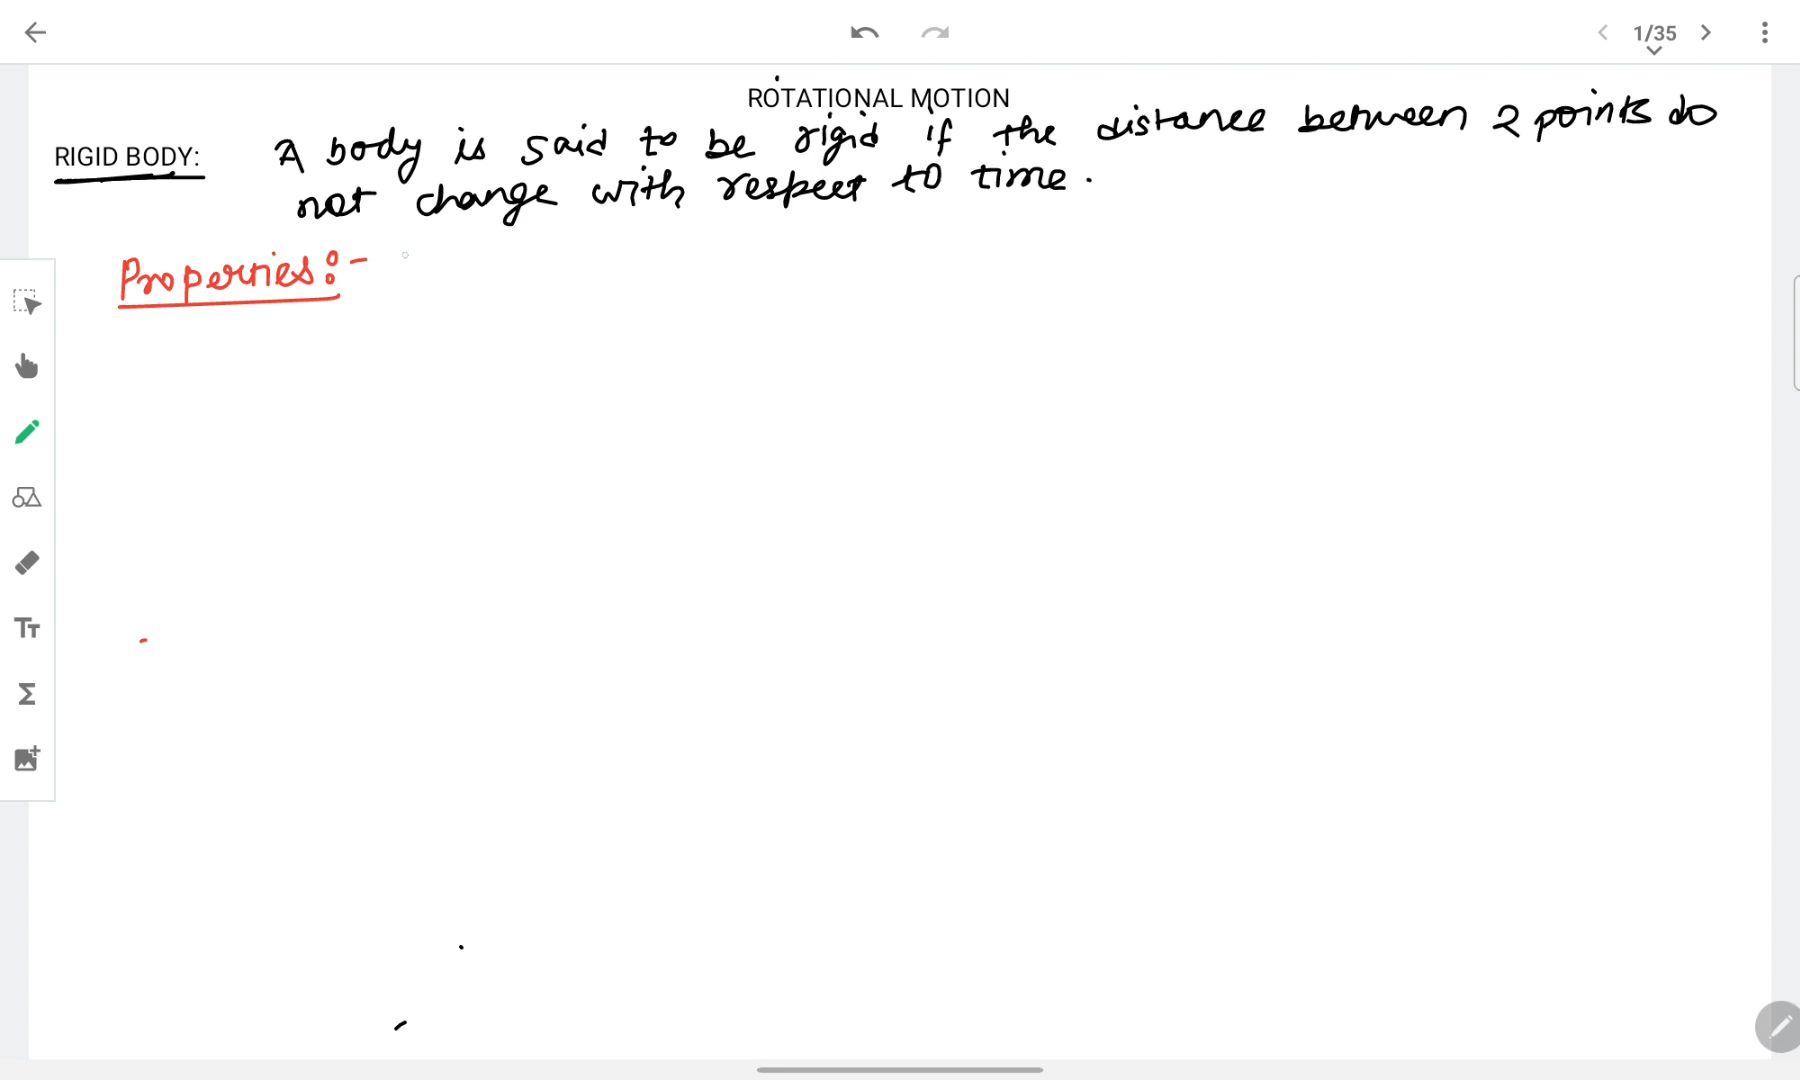 1/35
ROTATIONAL MOTION
RIGID BODY: A body is said to be rigid if the distance between 2 points do
not change with respect to time.
Properties:-